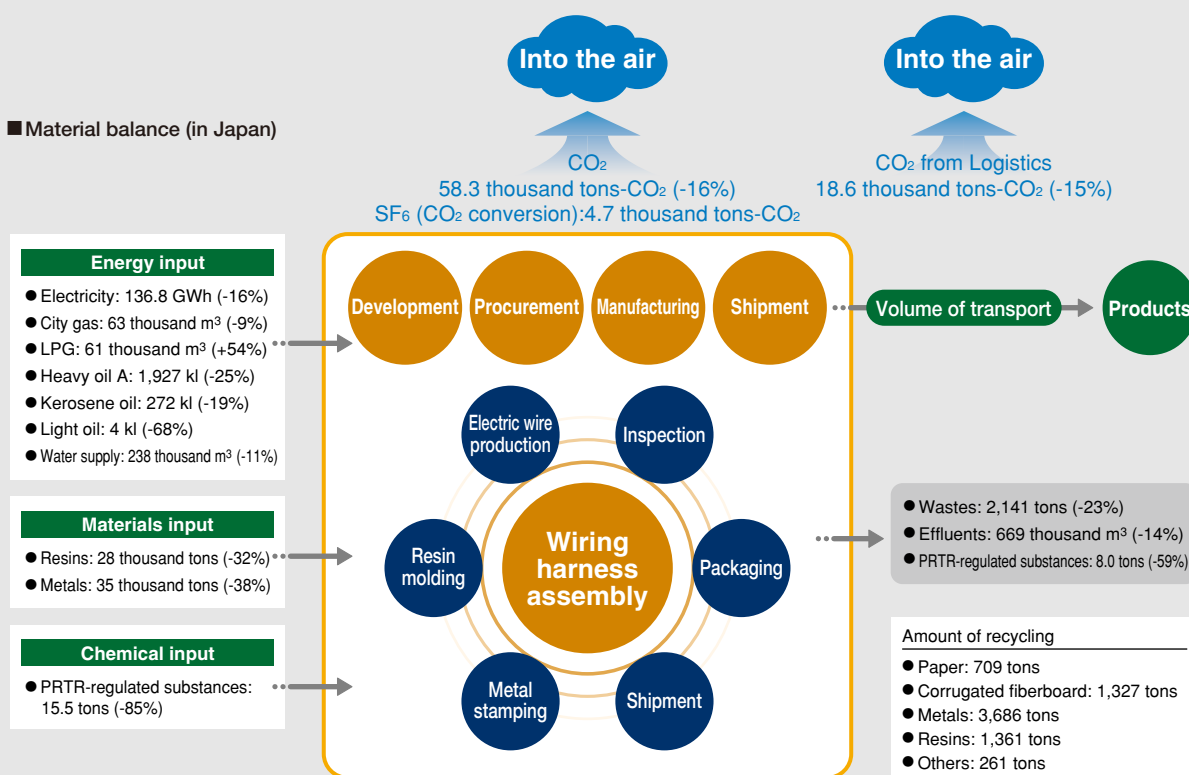 ■Material balance (in Japan)
Into the air
CO₂
58.3 thousand tons-CO₂ (-16%)
SF₆ (CO₂ conversion):4.7 thousand tons-CO₂
Into the air
CO₂ from Logistics
18.6 thousand tons-CO₂ (-15%)
Energy input
● Electricity: 136.8 GWh (-16%)
● City gas: 63 thousand m³ (-9%)
● LPG: 61 thousand m³ (+54%)
● Heavy oil A: 1,927 kl (-25%)
● Kerosene oil: 272 kl (-19%)
● Light oil: 4 kl (-68%)
● Water supply: 238 thousand m³ (-11%)
Materials input
● Resins: 28 thousand tons (-32%)
● Metals: 35 thousand tons (-38%)
Chemical input
● PRTR-regulated substances:
15.5 tons (-85%)
Development
Procurement
Manufacturing
Shipment
Volume of transport
Products
Electric wire
production
Inspection
Resin
molding
Wiring
harness
assembly
Packaging
Metal
stamping
Shipment
● Wastes: 2,141 tons (-23%)
● Effluents: 669 thousand m³ (-14%)
● PRTR-regulated substances: 8.0 tons (-59%)
Amount of recycling
● Paper: 709 tons
● Corrugated fiberboard: 1,327 tons
● Metals: 3,686 tons
● Resins: 1,361 tons
● Others: 261 tons